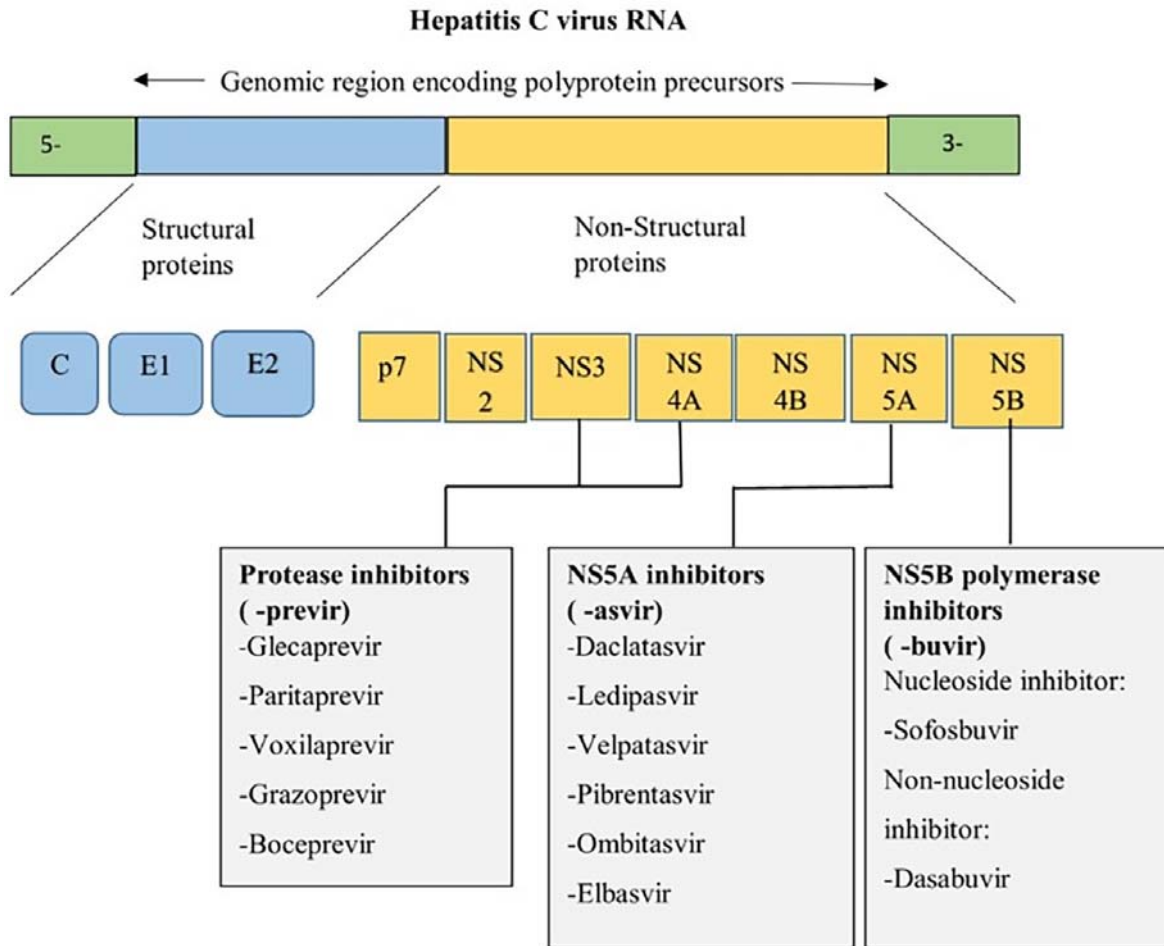 Hepatitis C virus RNA
Genomic region encoding polyprotein precursors
5-
3-
Structural
proteins
Non-Structural
proteins
C
E1
E2
p7
NS
2
NS3
NS
4A
NS
4B
NS
5A
NS
5B
Protease inhibitors
( -previr)
-Glecaprevir
-Paritaprevir
-Voxilaprevir
-Grazoprevir
-Boceprevir
NS5A inhibitors
( -asvir)
-Daclatasvir
-Ledipasvir
-Velpatasvir
-Pibrentasvir
-Ombitasvir
-Elbasvir
NS5B polymerase
inhibitors
( -buvir)
Nucleoside inhibitor:
-Sofosbuvir
Non-nucleoside
inhibitor:
-Dasabuvir